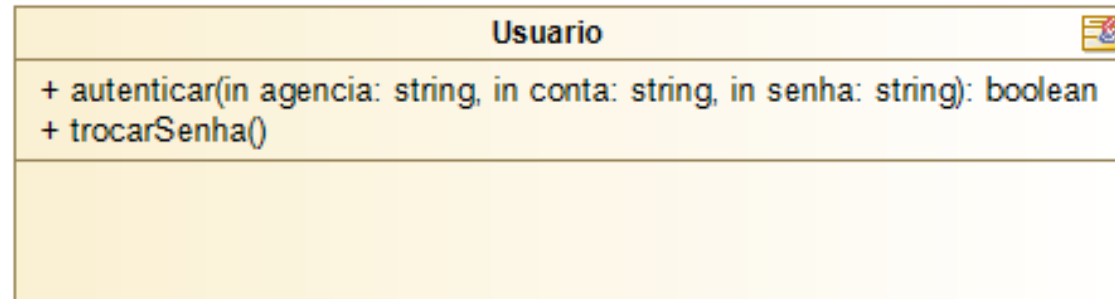 Usuario
+ autenticar(in agencia: string, in conta: string, in senha: string): boolean
+ trocarSenha()